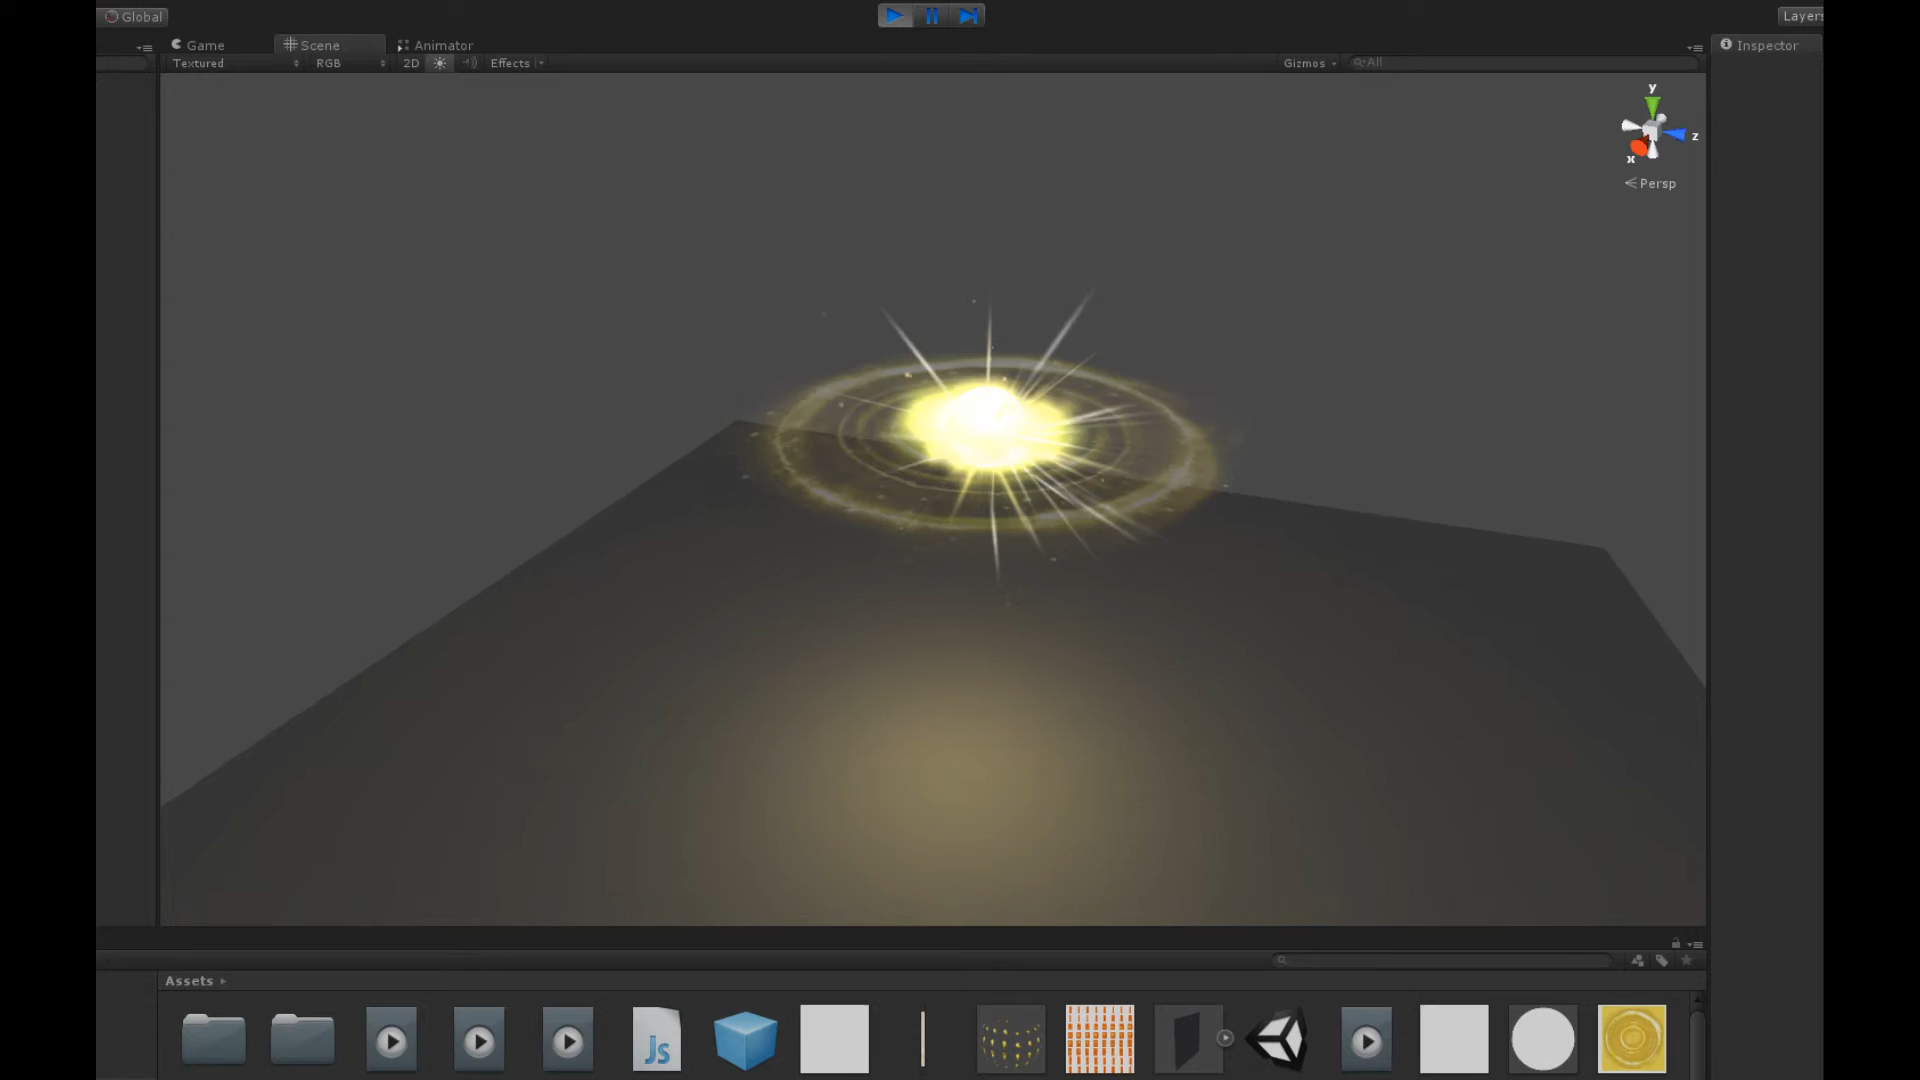 Global
Layers
Game
Scene
Animator
Inspector
Textured
RGB
2D
Effects
Gizmos
All
y
z
x
Persp
Assets
Js